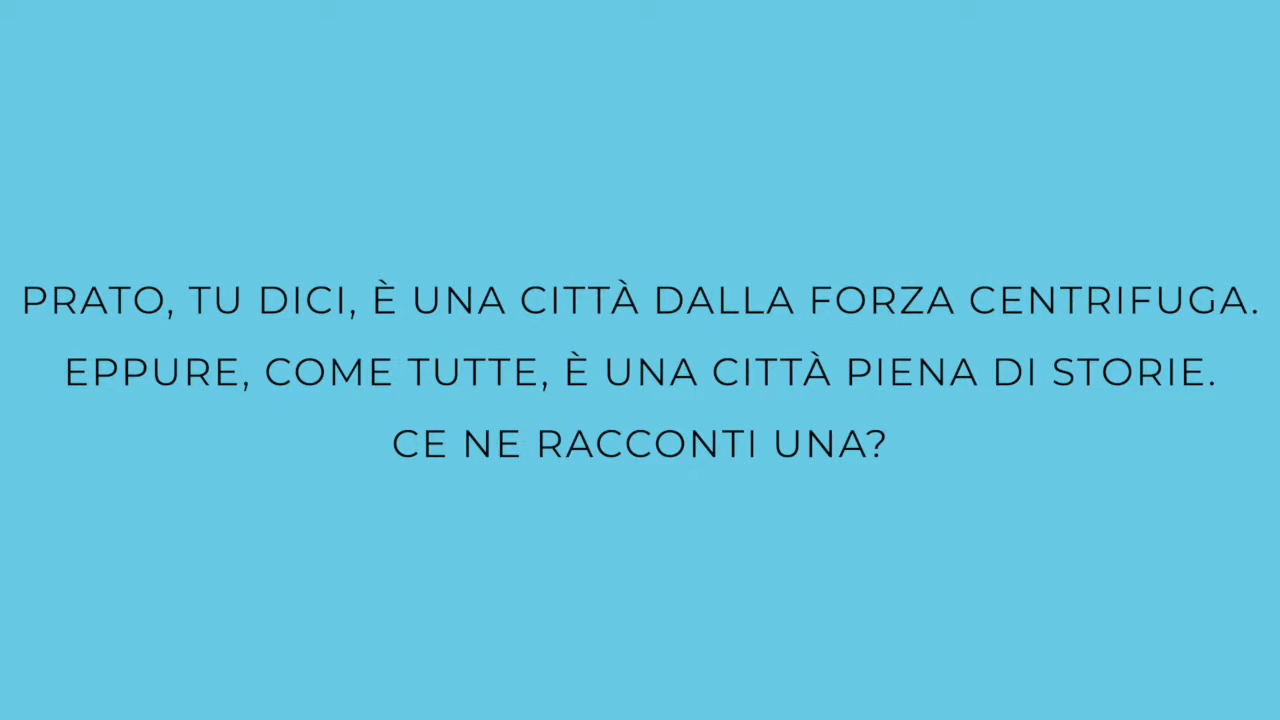 PRATO, TU DICI, È UNA CITTÀ DALLA FORZA CENTRIFUGA.
EPPURE, COME TUTTE, È UNA CITTÀ PIENA DI STORIE.
CE NE RACCONTI UNA?